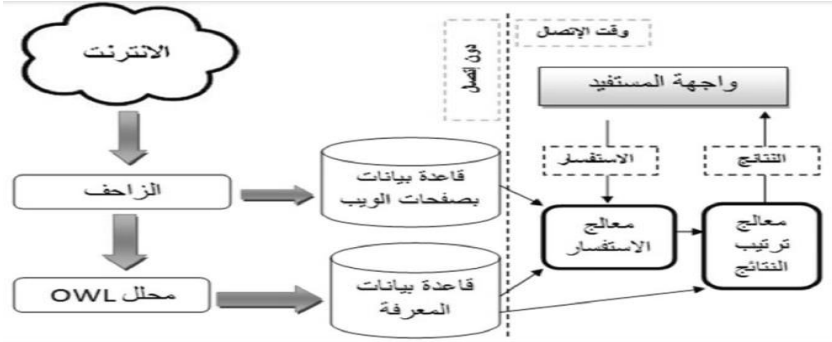 وقت الإتصال
دون إتصل
الانترنت
واجهة المستفيد
الاستفسار
النتائج
قاعدة بيانات
بصفحات الويب
الزاحف
معالج
الاستفسار
معالج
ترتيب
النتائج
قاعدة بيانات
المعرفة
محلل OWL